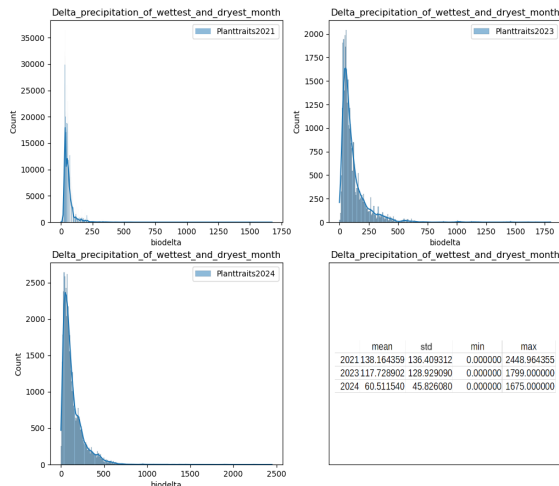 Delta_precipitation_of_wettest_and_dryest_month
Planttraits2021
Count
35000
30000
25000
20000
15000
10000
5000
0
0 250 500 750 1000 1250 1500 1750
biodelta
Delta_precipitation_of_wettest_and_dryest_month
Planttraits2023
Count
2000
1750
1500
1250
1000
750
500
250
0
0 250 500 750 1000 1250 1500 1750
biodelta
Delta_precipitation_of_wettest_and_dryest_month
Planttraits2024
Count
2500
2000
1500
1000
500
0
0 500 1000 1500 2000 2500
biodelta
Delta_precipitation_of_wettest_and_dryest_month
mean std min max
2021 138.164359 136.409312 0.000000 2448.964355
2023 117.728902 128.929090 0.000000 1799.000000
2024 60.511540 45.826080 0.000000 1675.000000